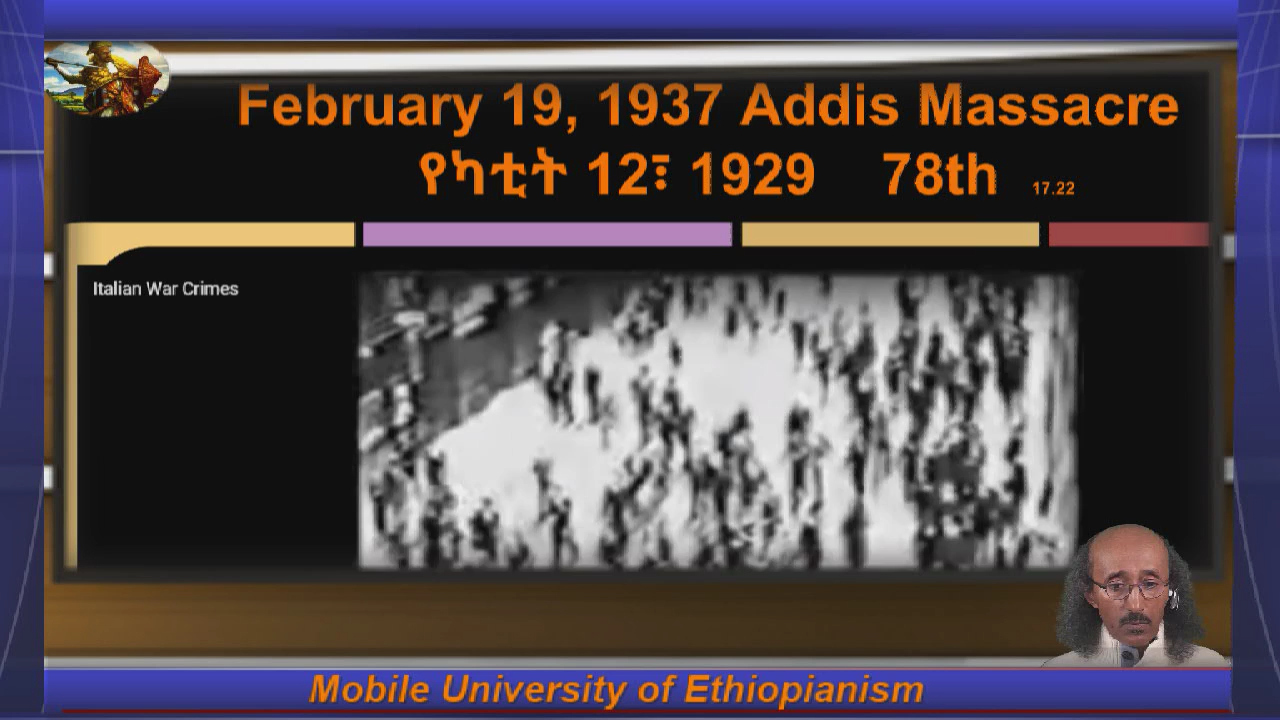 February 19, 1937 Addis Massacre
የካቲት 12፣ 1929 78th 17.22
Italian War Crimes
Mobile University of Ethiopianism